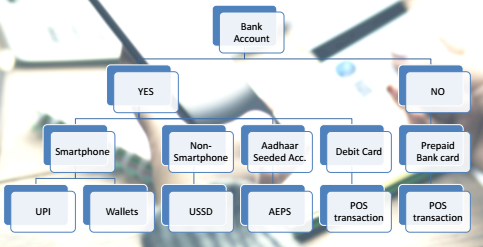 Bank
Account
YES
NO
Smartphone
Non-
Smartphone
Aadhaar
Seeded Acc.
Debit Card
Prepaid
Bank card
UPI
Wallets
USSD
AEPS
POS
transaction
POS
transaction